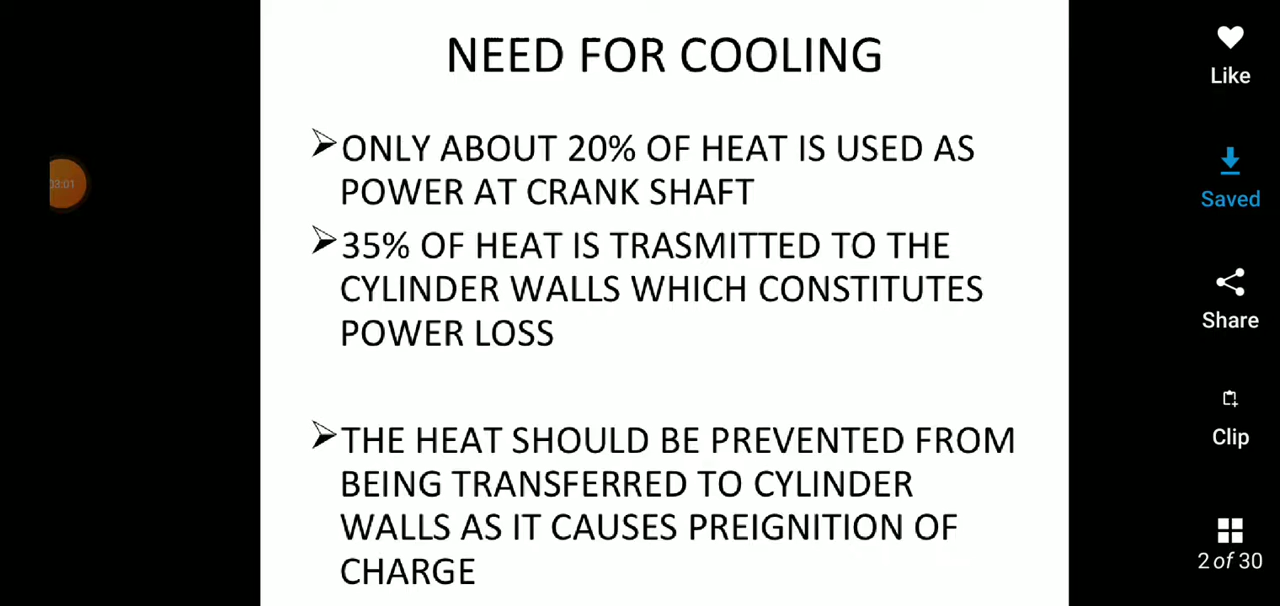 NEED FOR COOLING
ONLY ABOUT 20% OF HEAT IS USED AS
POWER AT CRANK SHAFT
35% OF HEAT IS TRASMITTED TO THE
CYLINDER WALLS WHICH CONSTITUTES
POWER LOSS
THE HEAT SHOULD BE PREVENTED FROM
BEING TRANSFERRED TO CYLINDER
WALLS AS IT CAUSES PREIGNITION OF
CHARGE
03:01
Like
Saved
Share
Clip
2 of 30